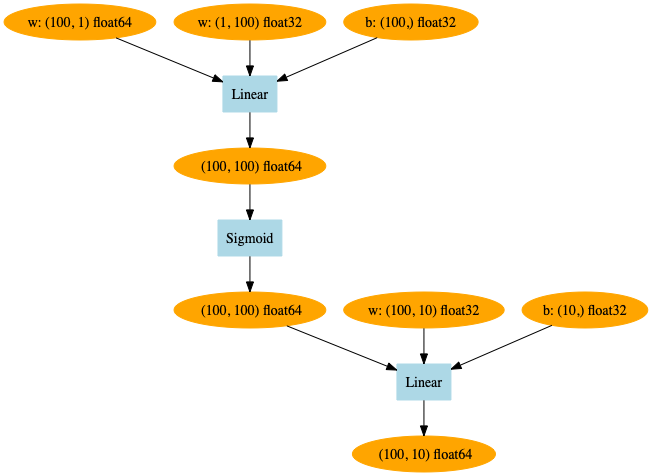 w: (100, 1) float64
w: (1, 100) float32
b: (100,) float32
Linear
(100, 100) float64
Sigmoid
(100, 100) float64
w: (100, 10) float32
b: (10,) float32
Linear
(100, 10) float64